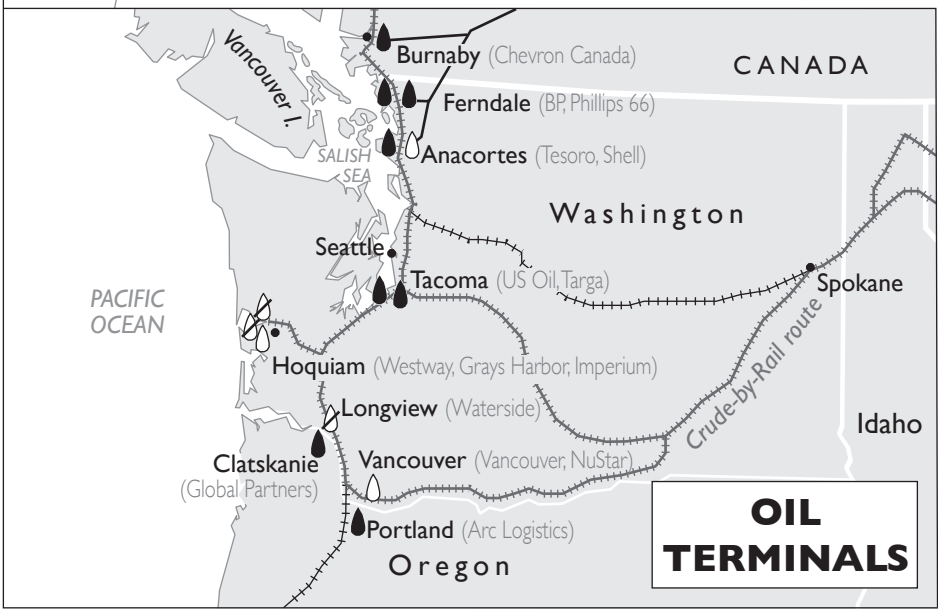 Vancouver I.
Burnaby (Chevron Canada)
CANADA
Ferndale (BP, Phillips 66)
SALISH
SEA
Anacortes (Tesoro, Shell)
Washington
Seattle
Tacoma (US Oil, Targa)
Spokane
PACIFIC
OCEAN
Crude-by-Rail route
Hoquiam (Westway, Grays Harbor, Imperium)
Longview (Waterside)
Idaho
Clatskanie
(Global Partners)
Vancouver (Vancouver, NuStar)
Portland (Arc Logistics)
Oregon
OIL
TERMINALS